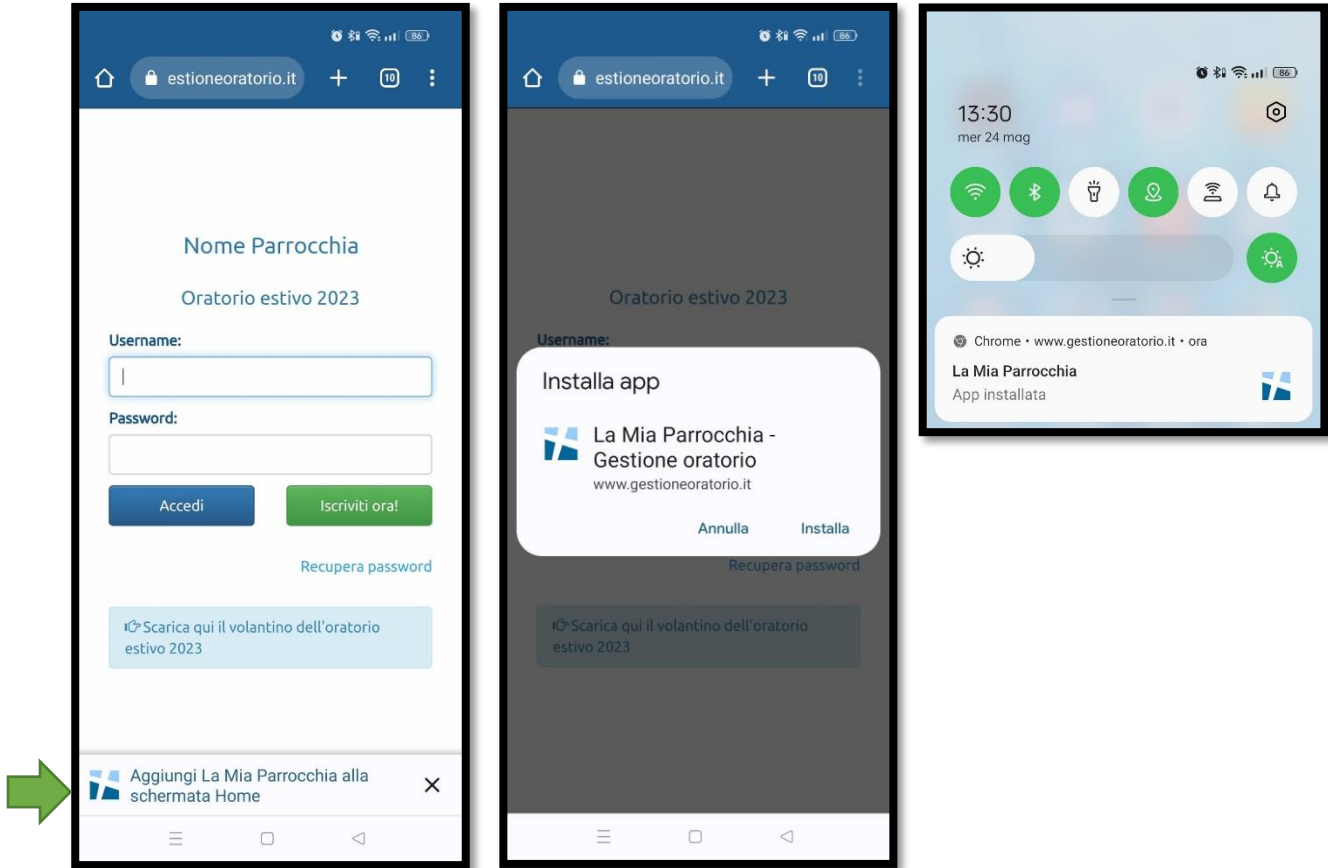 86
estioneoratorio.it
10
Nome Parrocchia
Oratorio estivo 2023
Username:
Password:
Accedi
Iscriviti ora!
Recupera password
Scarica qui il volantino dell'oratorio
estivo 2023
Aggiungi La Mia Parrocchia alla
schermata Home
86
estioneoratorio.it
10
Oratorio estivo 2023
Username:
Installa app
La Mia Parrocchia -
Gestione oratorio
www.gestioneoratorio.it
Annulla
Installa
Recupera password
Scarica qui il volantino dell'oratorio
estivo 2023
86
13:30
mer 24 mag
A
Chrome • www.gestioneoratorio.it • ora
La Mia Parrocchia
App installata